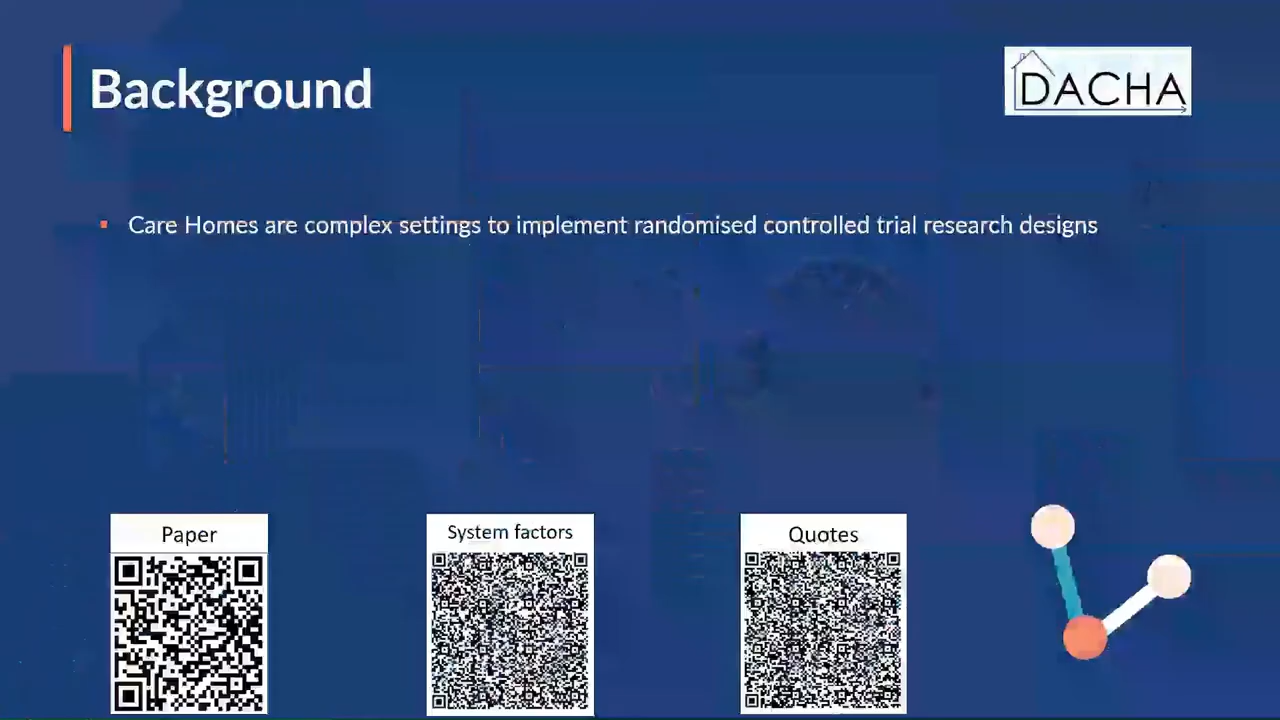 Background
DACHA
Care Homes are complex settings to implement randomised controlled trial research designs
Paper
System factors
Quotes